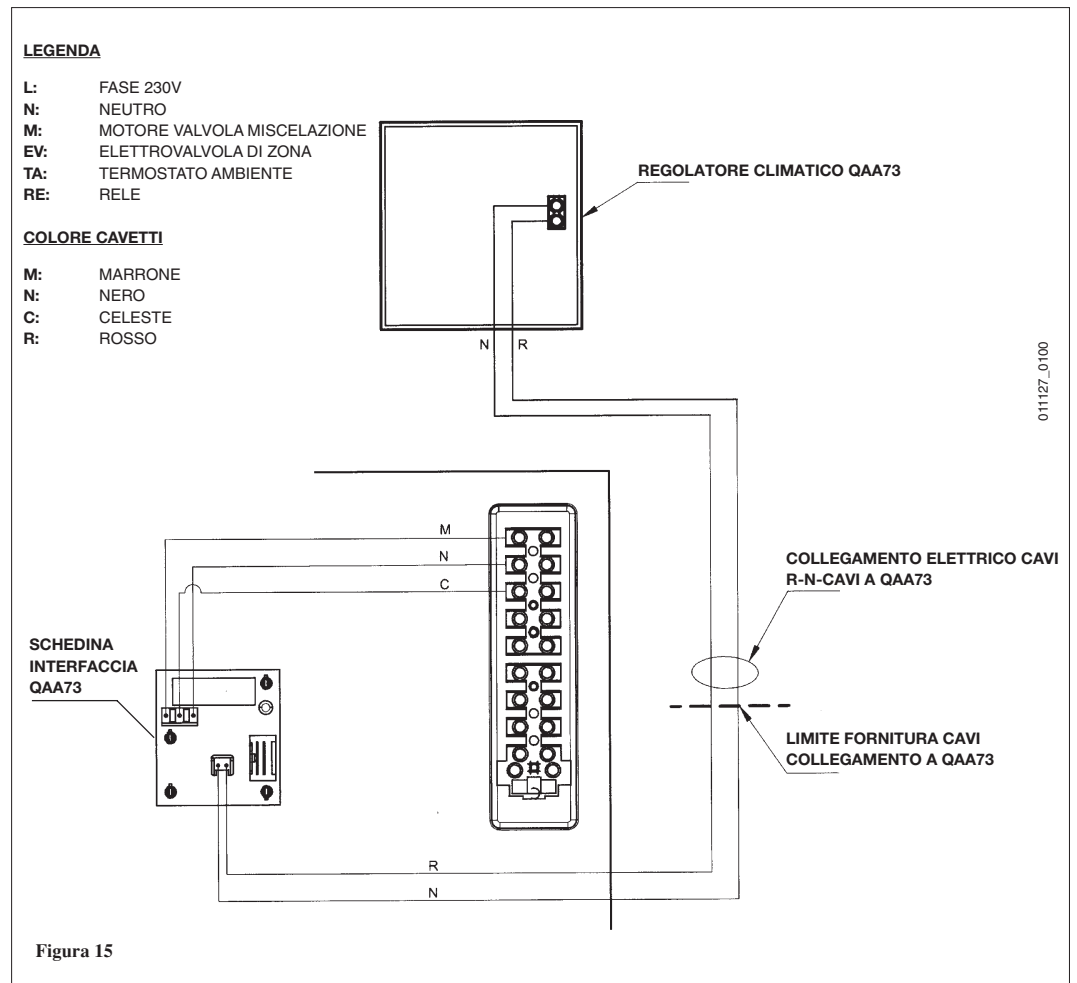 LEGENDA
L: FASE 230V
N: NEUTRO
M: MOTORE VALVOLA MISCELAZIONE
EV: ELETTROVALVOLA DI ZONA
TA: TERMOSTATO AMBIENTE
RE: RELE
COLORE CAVETTI
M: MARRONE
N: NERO
C: CELESTE
R: ROSSO
REGOLATORE CLIMATICO QAA73
N R
011127_0100
M
N
C
COLLEGAMENTO ELETTRICO CAVI
R-N-CAVI A QAA73
SCHEDINA
INTERFACCIA
QAA73
LIMITE FORNITURA CAVI
COLLEGAMENTO A QAA73
R
N
Figura 15